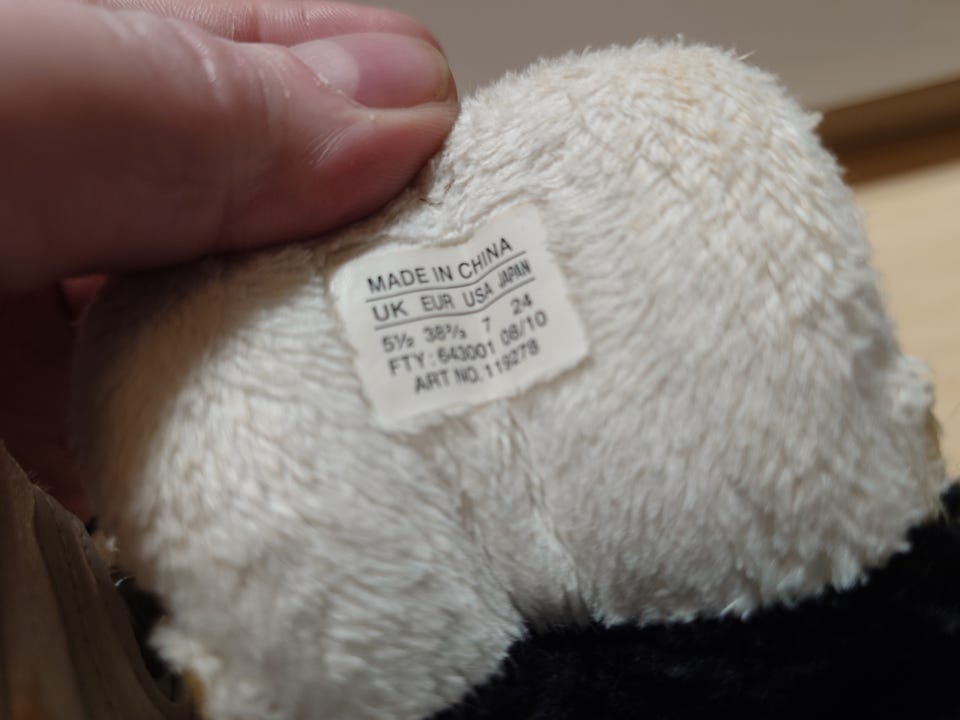 MADE IN CHINA
UK EUR USA JAPAN
5½ 38⅔ 7 24
FTY: 643001 08/10
ART NO. 119278